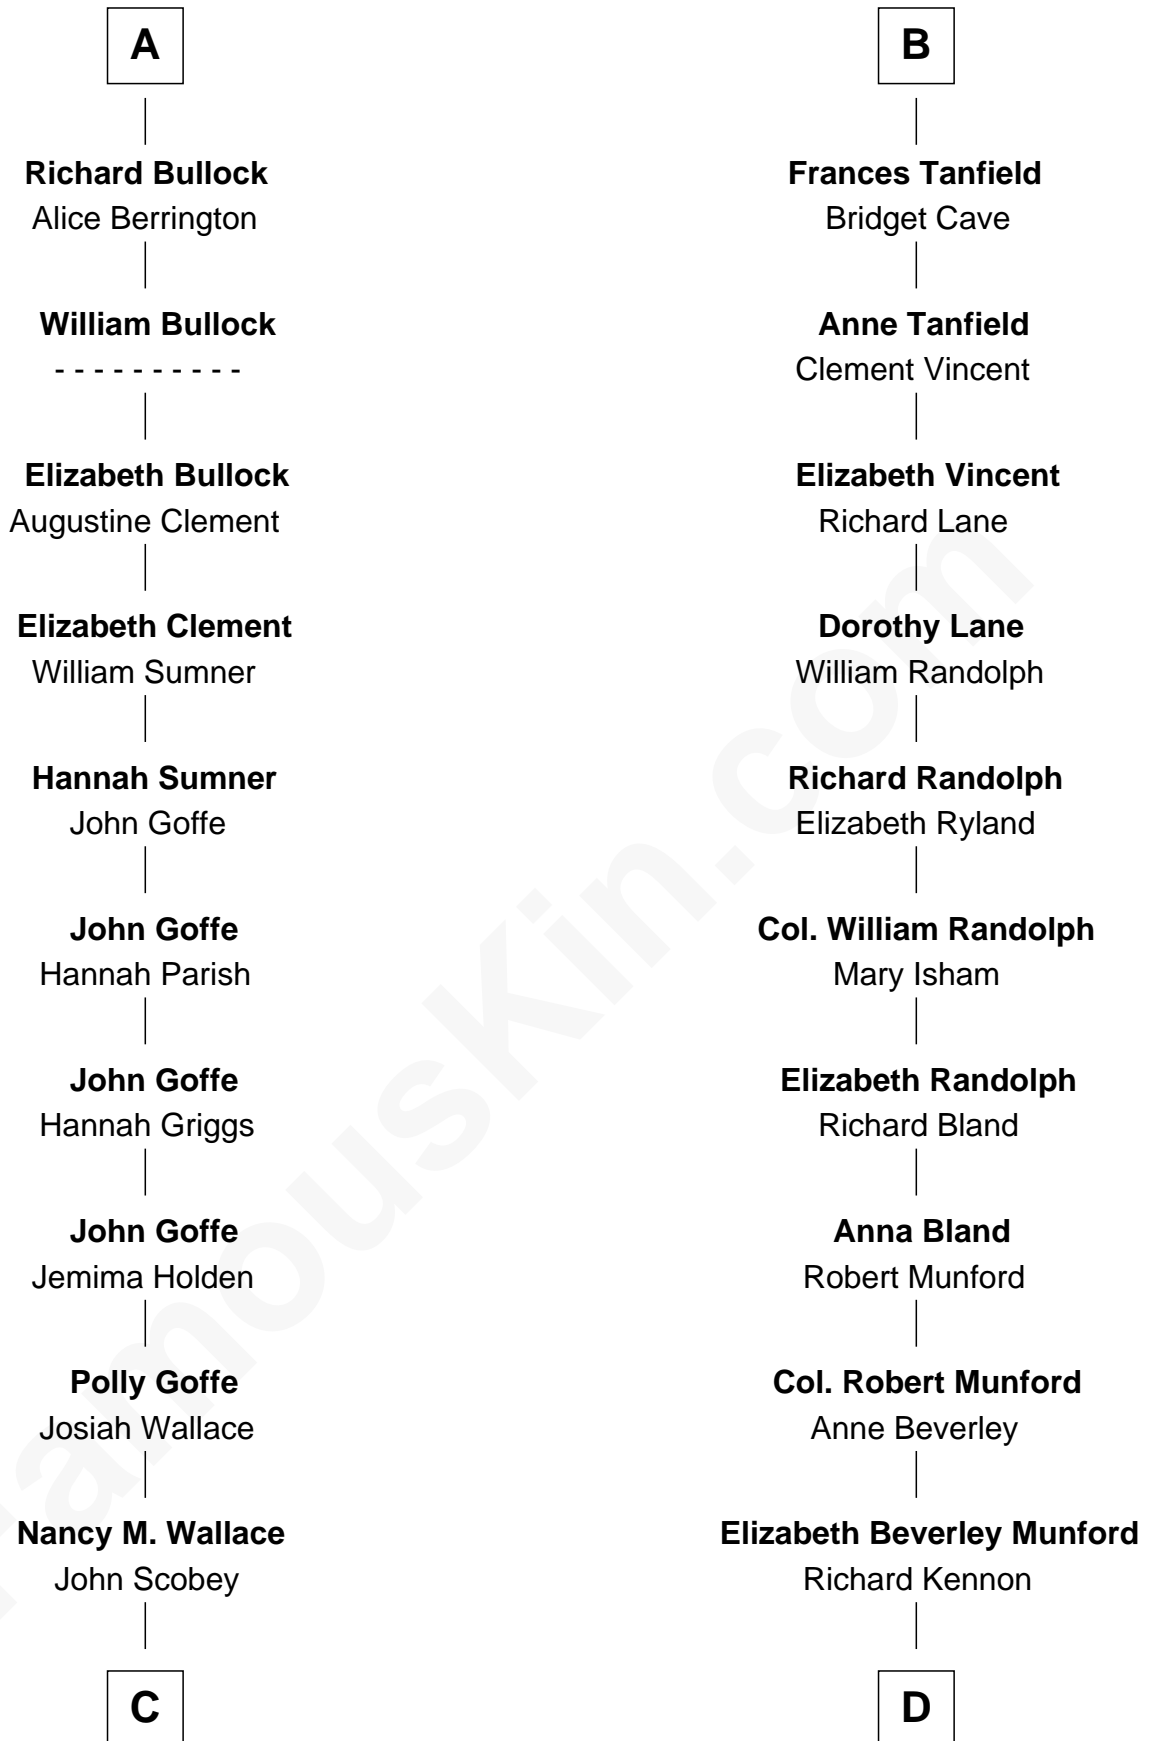 A
Richard Bullock
Alice Berrington
William Bullock
- - - - - - - - - -
Elizabeth Bullock
Augustine Clement
Elizabeth Clement
William Sumner
Hannah Sumner
John Goffe
John Goffe
Hannah Parish
John Goffe
Hannah Griggs
John Goffe
Jemima Holden
Polly Goffe
Josiah Wallace
Nancy M. Wallace
John Scobey
C
B
Frances Tanfield
Bridget Cave
Anne Tanfield
Clement Vincent
Elizabeth Vincent
Richard Lane
Dorothy Lane
William Randolph
Richard Randolph
Elizabeth Ryland
Col. William Randolph
Mary Isham
Elizabeth Randolph
Richard Bland
Anna Bland
Robert Munford
Col. Robert Munford
Anne Beverley
Elizabeth Beverley Munford
Richard Kennon
D
FamousKin.com